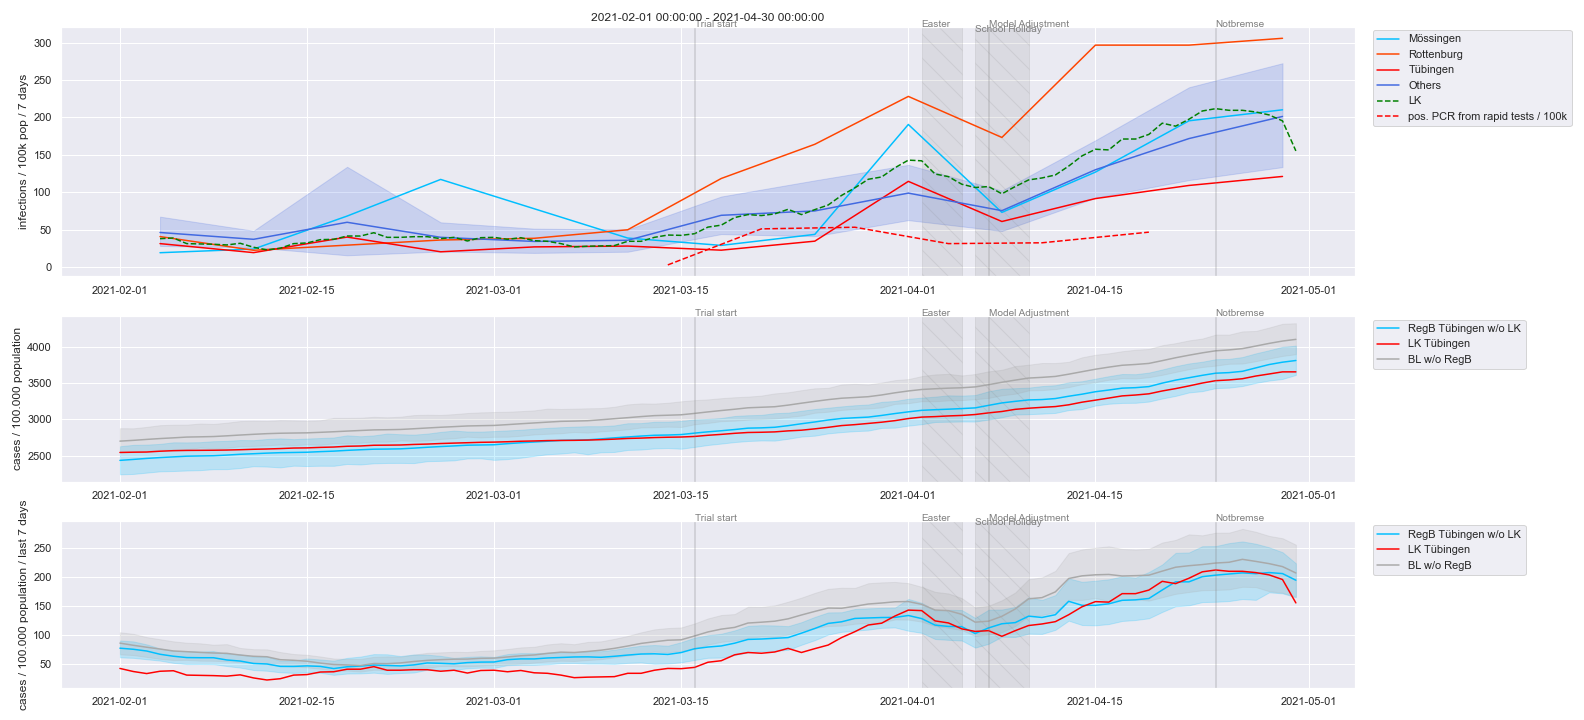 2021-02-01 00:00:00 - 2021-04-30 00:00:00
Trial start
Easter
Model Adjustment
School Holiday
Notbremse
infections / 100k pop / 7 days
300
250
200
150
100
50
0
2021-02-01
2021-02-15
2021-03-01
2021-03-15
2021-04-01
2021-04-15
2021-05-01
Mössingen
Rottenburg
Tübingen
Others
LK
pos. PCR from rapid tests / 100k
Trial start
Easter
Model Adjustment
Notbremse
cases / 100.000 population
4000
3500
3000
2500
2021-02-01
2021-02-15
2021-03-01
2021-03-15
2021-04-01
2021-04-15
2021-05-01
RegB Tübingen w/o LK
LK Tübingen
BL w/o RegB
Trial start
Easter
Model Adjustment
School Holiday
Notbremse
cases / 100.000 population / last 7 days
250
200
150
100
50
2021-02-01
2021-02-15
2021-03-01
2021-03-15
2021-04-01
2021-04-15
2021-05-01
RegB Tübingen w/o LK
LK Tübingen
BL w/o RegB